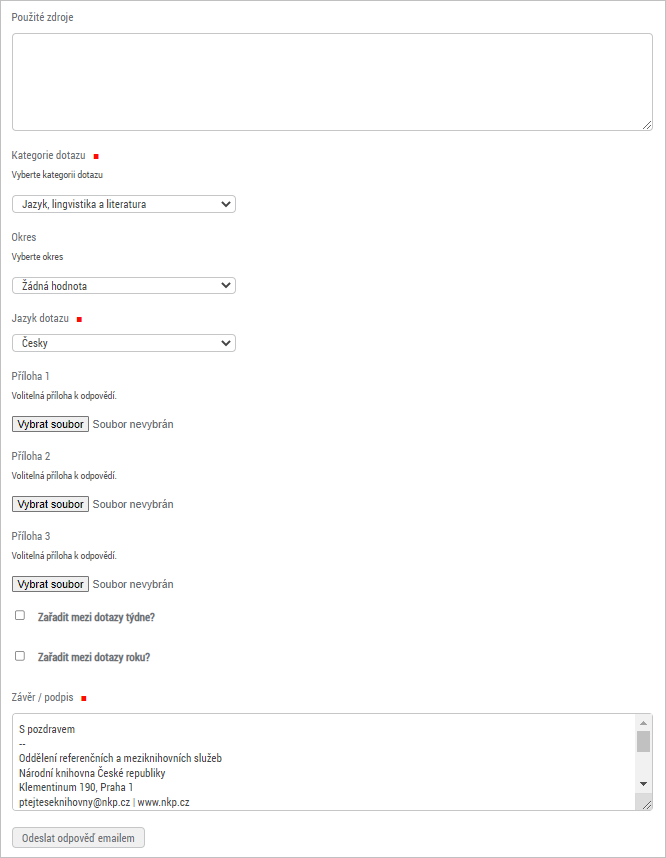 Použité zdroje
Kategorie dotazu
Vyberte kategorii dotazu
Jazyk, lingvistika a literatura
Okres
Vyberte okres
Žádná hodnota
Jazyk dotazu
Česky
Příloha 1
Volitelná příloha k odpovědí.
Vybrat soubor Soubor nevybrán
Příloha 2
Volitelná příloha k odpovědí.
Vybrat soubor Soubor nevybrán
Příloha 3
Volitelná příloha k odpovědí.
Vybrat soubor Soubor nevybrán
Zařadit mezi dotazy týdne?
Zařadit mezi dotazy roku?
Závěr / podpis
S pozdravem
--
Oddělení referenčních a meziknihovních služeb
Národní knihovna České republiky
Klementinum 190, Praha 1
ptejteseknihovny@nkp.cz | www.nkp.cz
Odeslat odpověď emailem